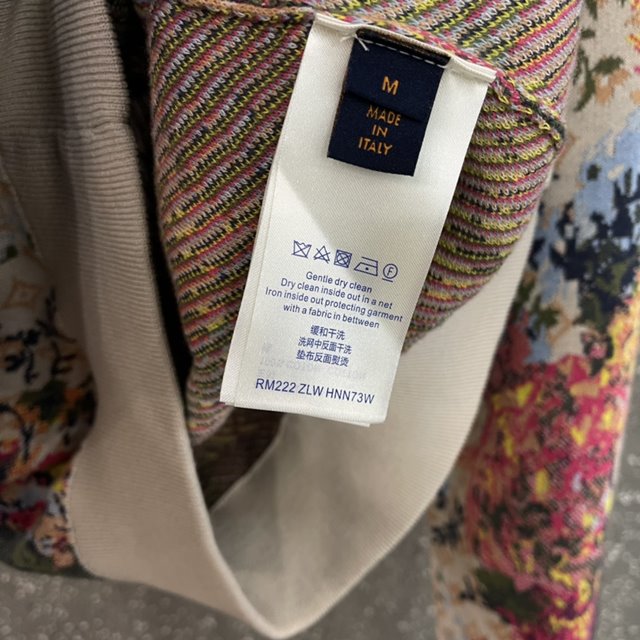 M
MADE
IN
ITALY
F
Gentle dry clean
Dry clean inside out in a net
Iron inside out protecting garment
with a fabric in bettween
缓和干洗
洗网中反面干洗
垫布反面熨烫
RM222 ZLW HNN73W